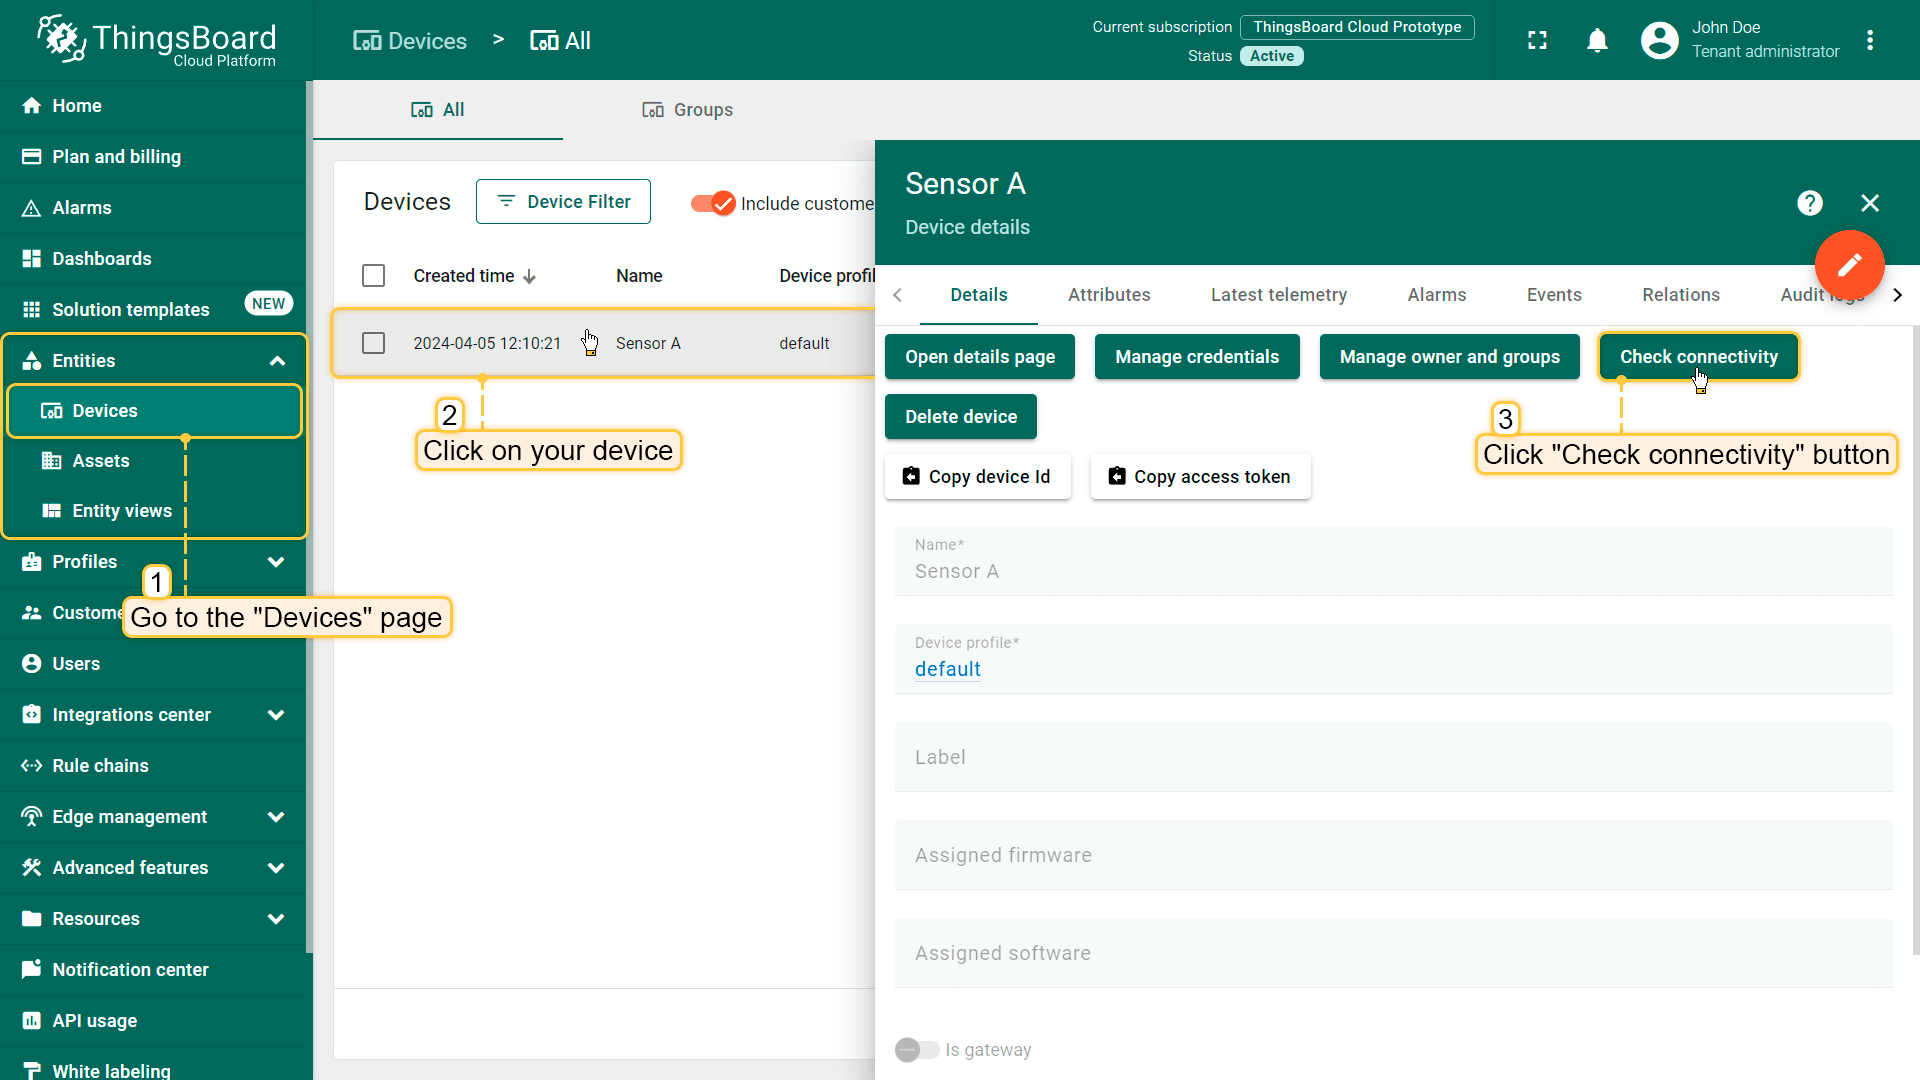 ThingsBoard
Cloud Platform
Devices > All
Current subscription ThingsBoard Cloud Prototype
Status Active
John Doe
Tenant administrator
Home
Plan and billing
Alarms
Dashboards
Solution templates NEW
Entities
Devices
Assets
Entity views
Profiles
Custome
Users
Integrations center
Rule chains
Edge management
Advanced features
Resources
Notification center
API usage
White labeling
1
Go to the "Devices" page
All Groups
Devices Device Filter Include custome
Created time Name Device profil
2024-04-05 12:10:21 Sensor A default
2
Click on your device
Sensor A
Device details
?
Details Attributes Latest telemetry Alarms Events Relations Audit logs
Open details page Manage credentials Manage owner and groups Check connectivity
Delete device
3
Click "Check connectivity" button
Copy device Id Copy access token
Name*
Sensor A
Device profile*
default
Label
Assigned firmware
Assigned software
Is gateway